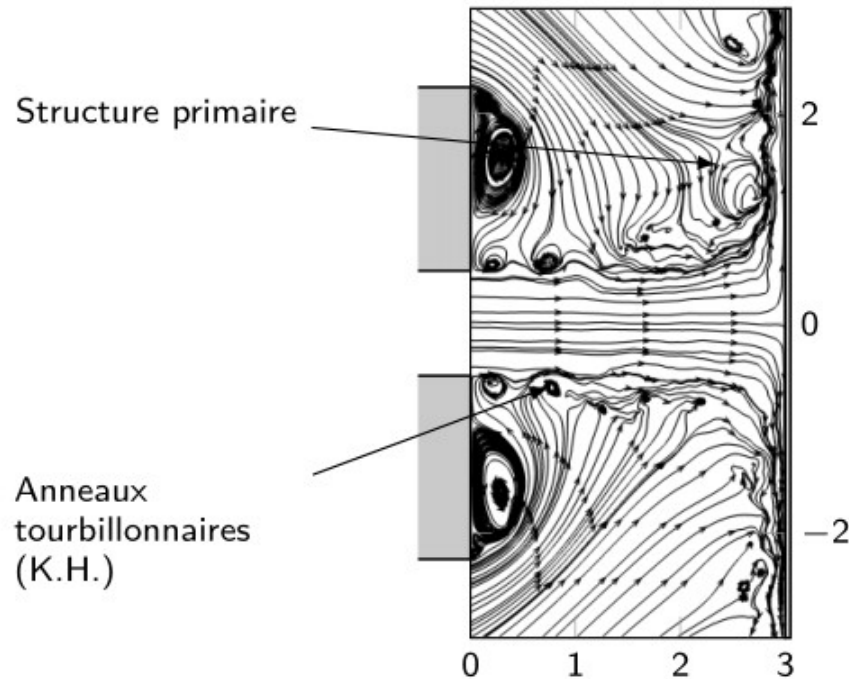 Structure primaire
2
0
Anneaux
tourbillonnaires
(K.H.)
−2
0 1 2 3